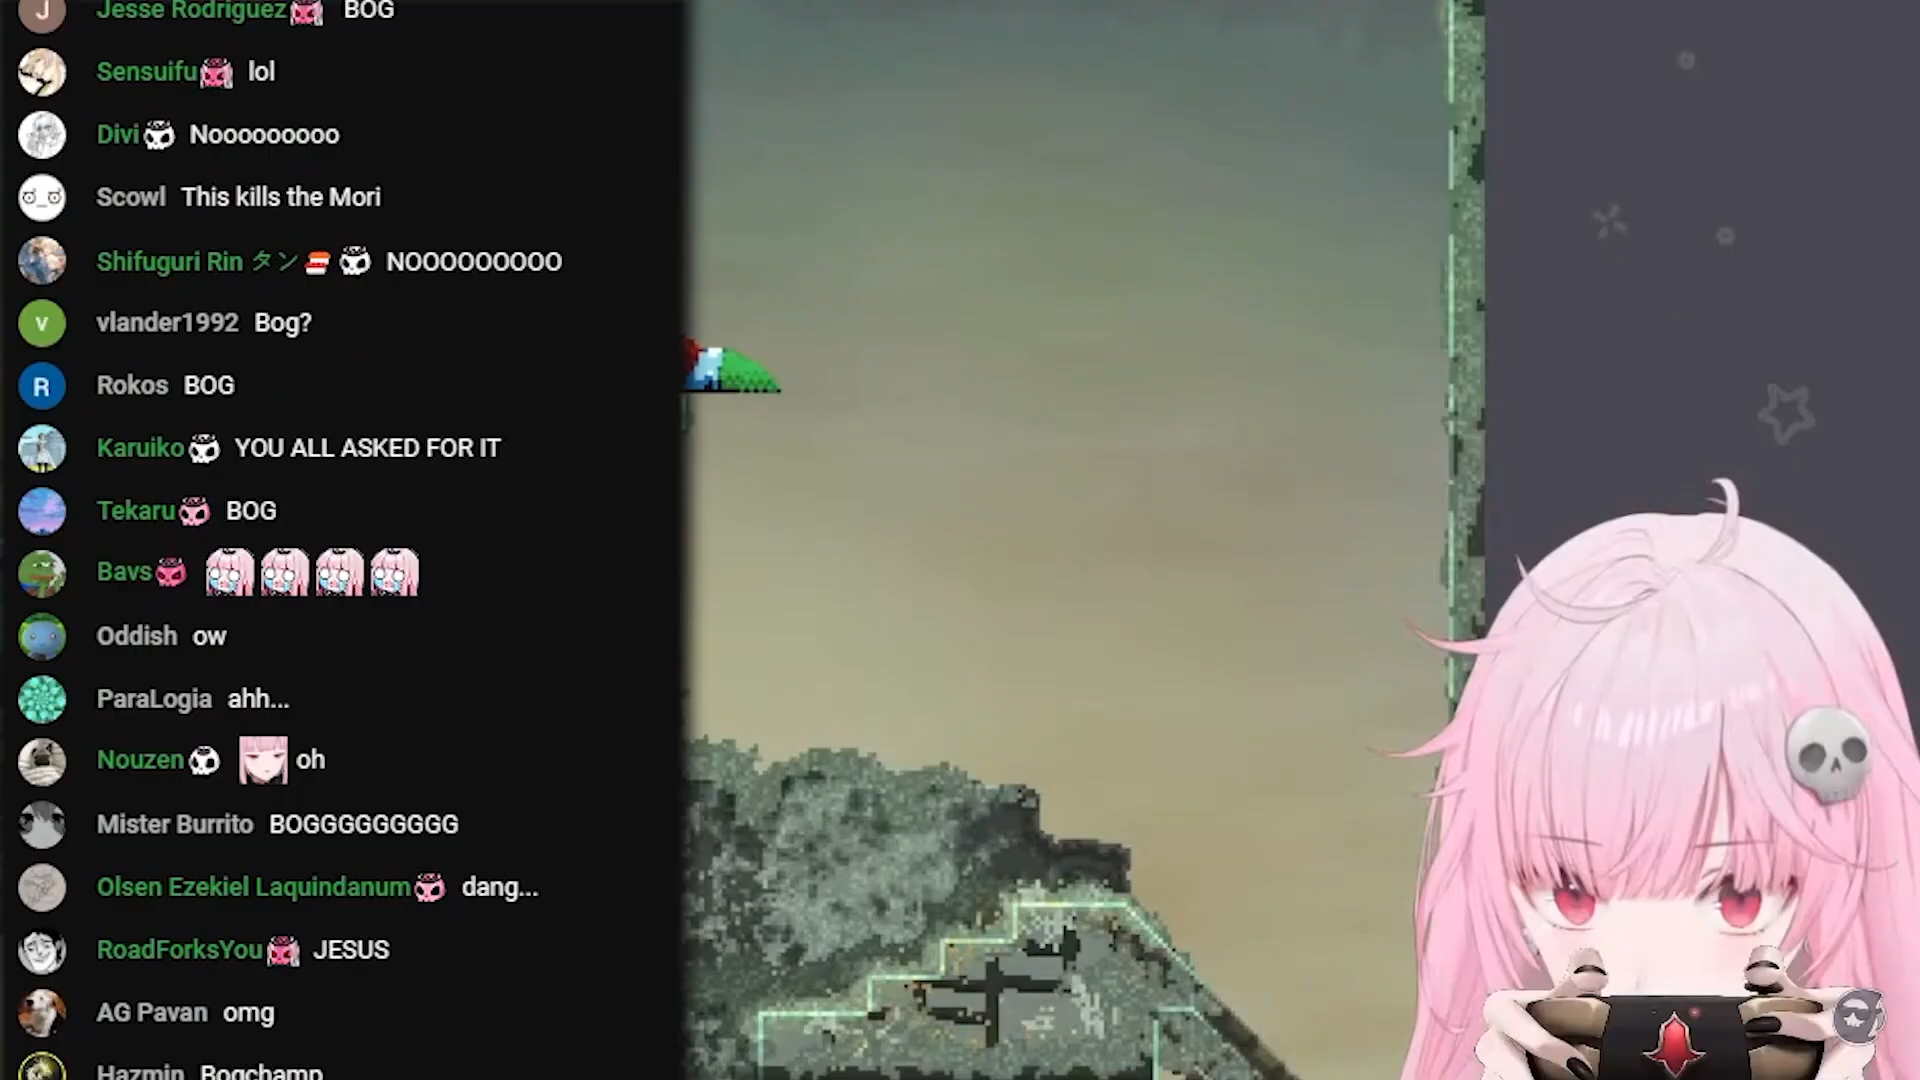 Jesse Rodriguez BOG
Sensuifu lol
Divi Nooooooooo
Scowl This kills the Mori
Shifuguri Rin タン NOOOOOOOOO
V vlander1992 Bog?
R Rokos BOG
Karuiko YOU ALL ASKED FOR IT
Tekaru BOG
Bavs
Oddish ow
ParaLogia ahh...
Nouzen oh
Mister Burrito BOGGGGGGGGG
Olsen Ezekiel Laquindanum dang...
RoadForksYou JESUS
AG Pavan omg
Hazmin Bogchamp